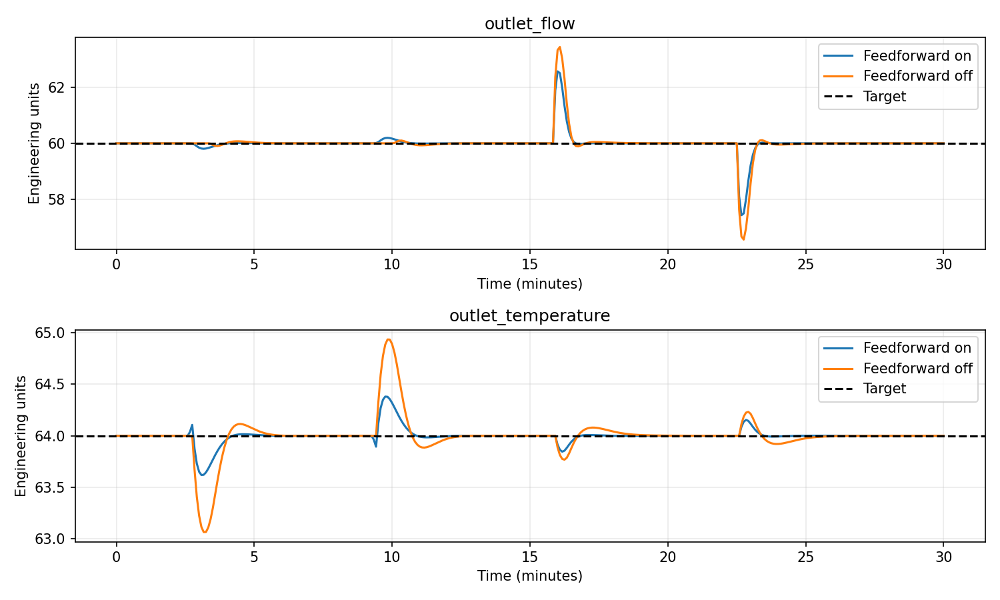 outlet_flow
Engineering units
62
60
58
Feedforward on
Feedforward off
Target
0 5 10 15 20 25 30
Time (minutes)
outlet_temperature
Engineering units
65.0
64.5
64.0
63.5
63.0
Feedforward on
Feedforward off
Target
0 5 10 15 20 25 30
Time (minutes)